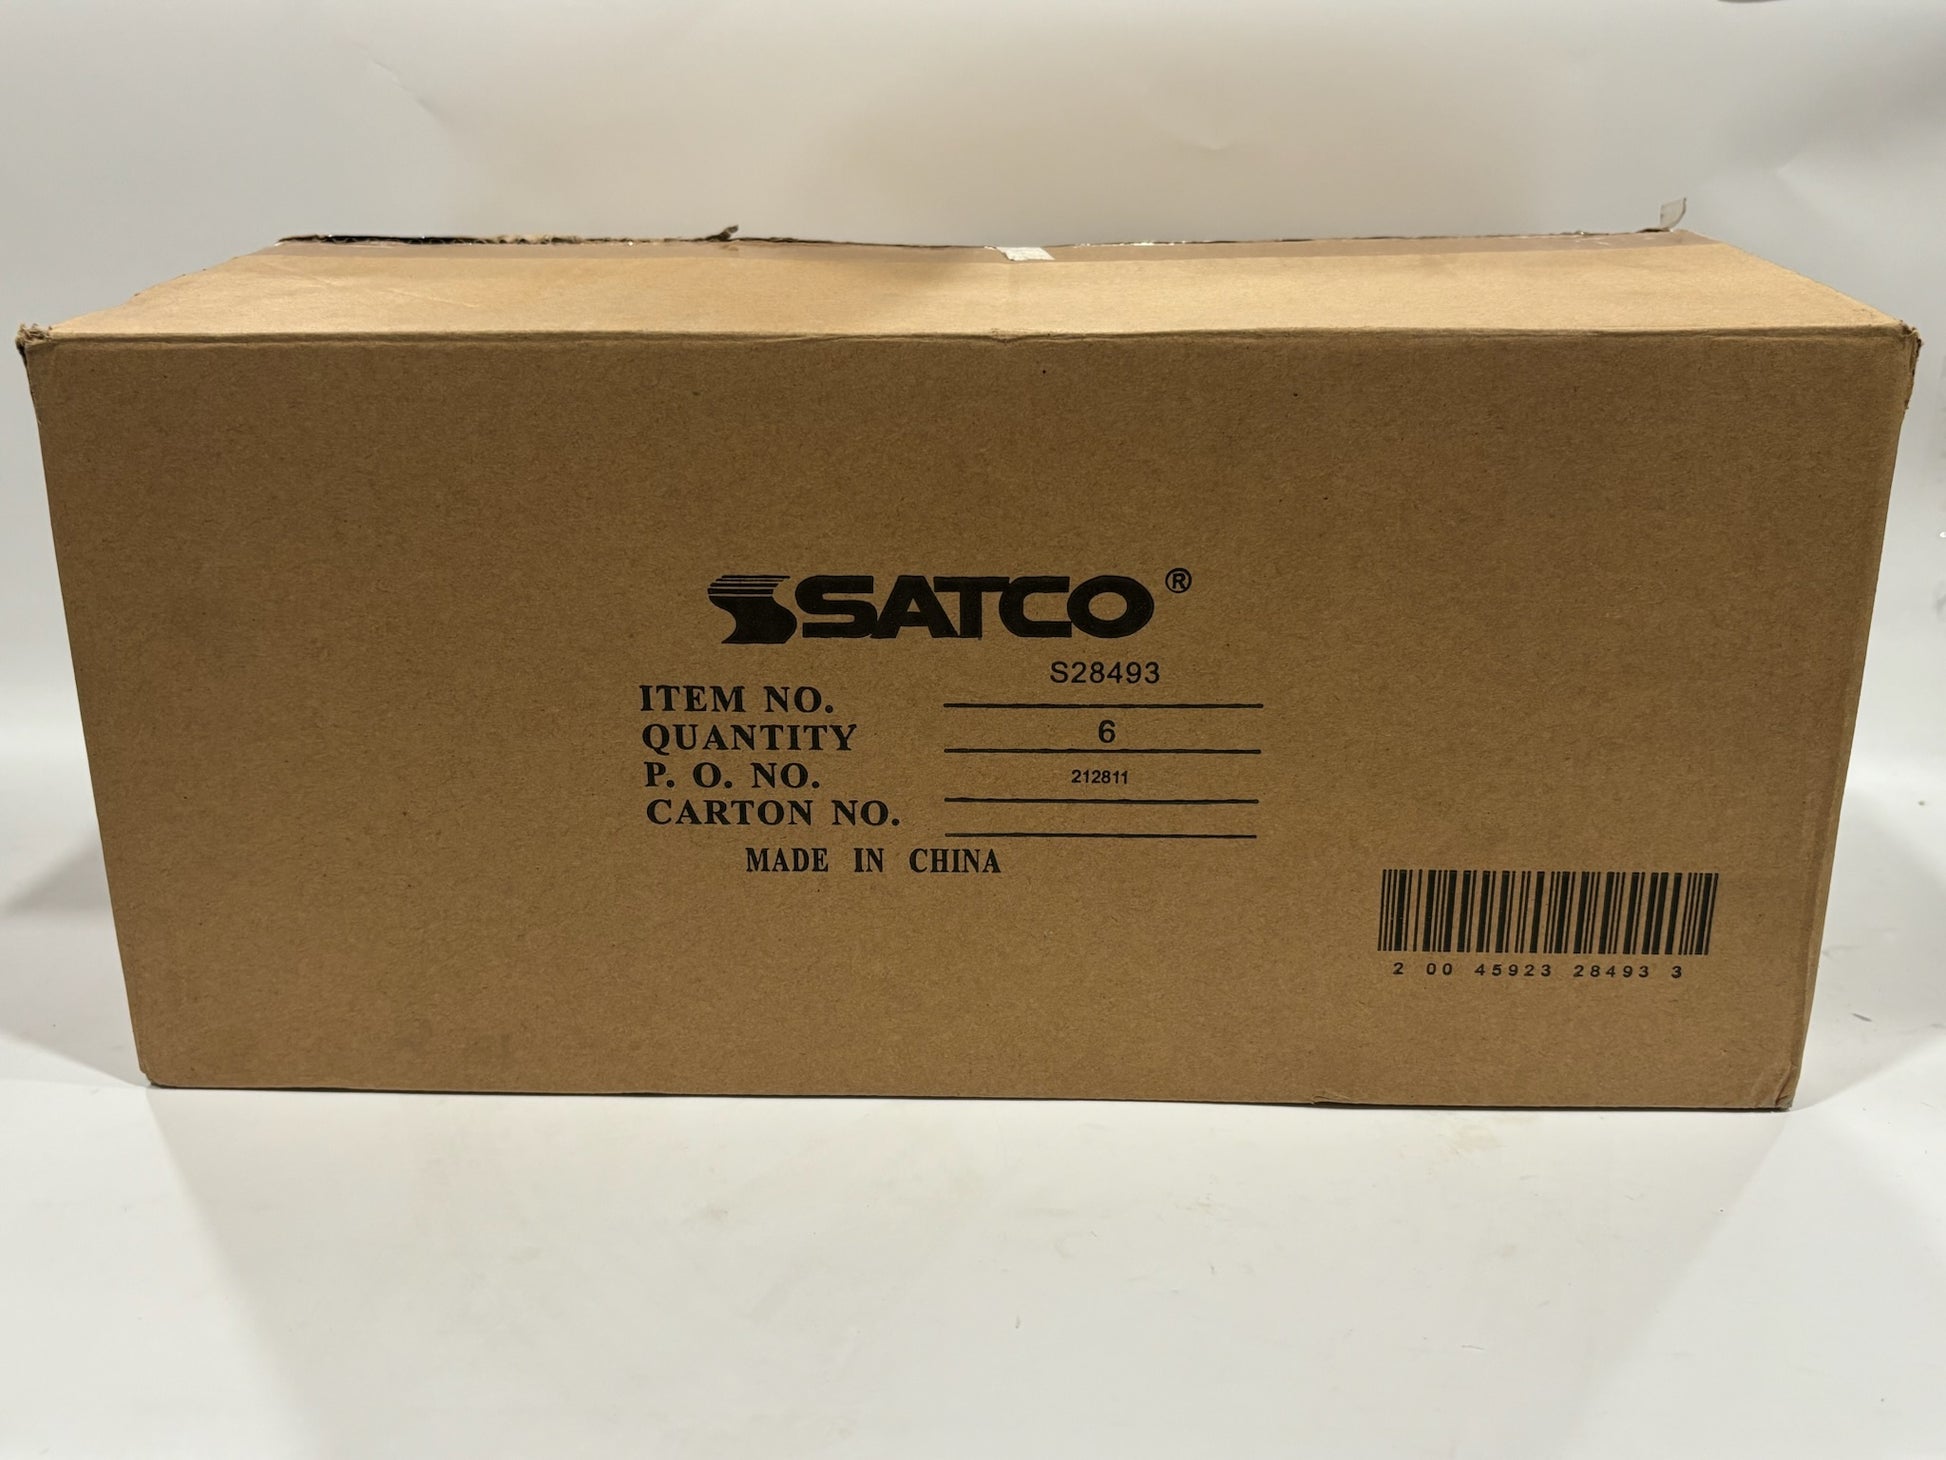 SATCO®
ITEM NO. S28493
QUANTITY 6
P. O. NO. 212811
CARTON NO.
MADE IN CHINA
2 00 45923 28493 3